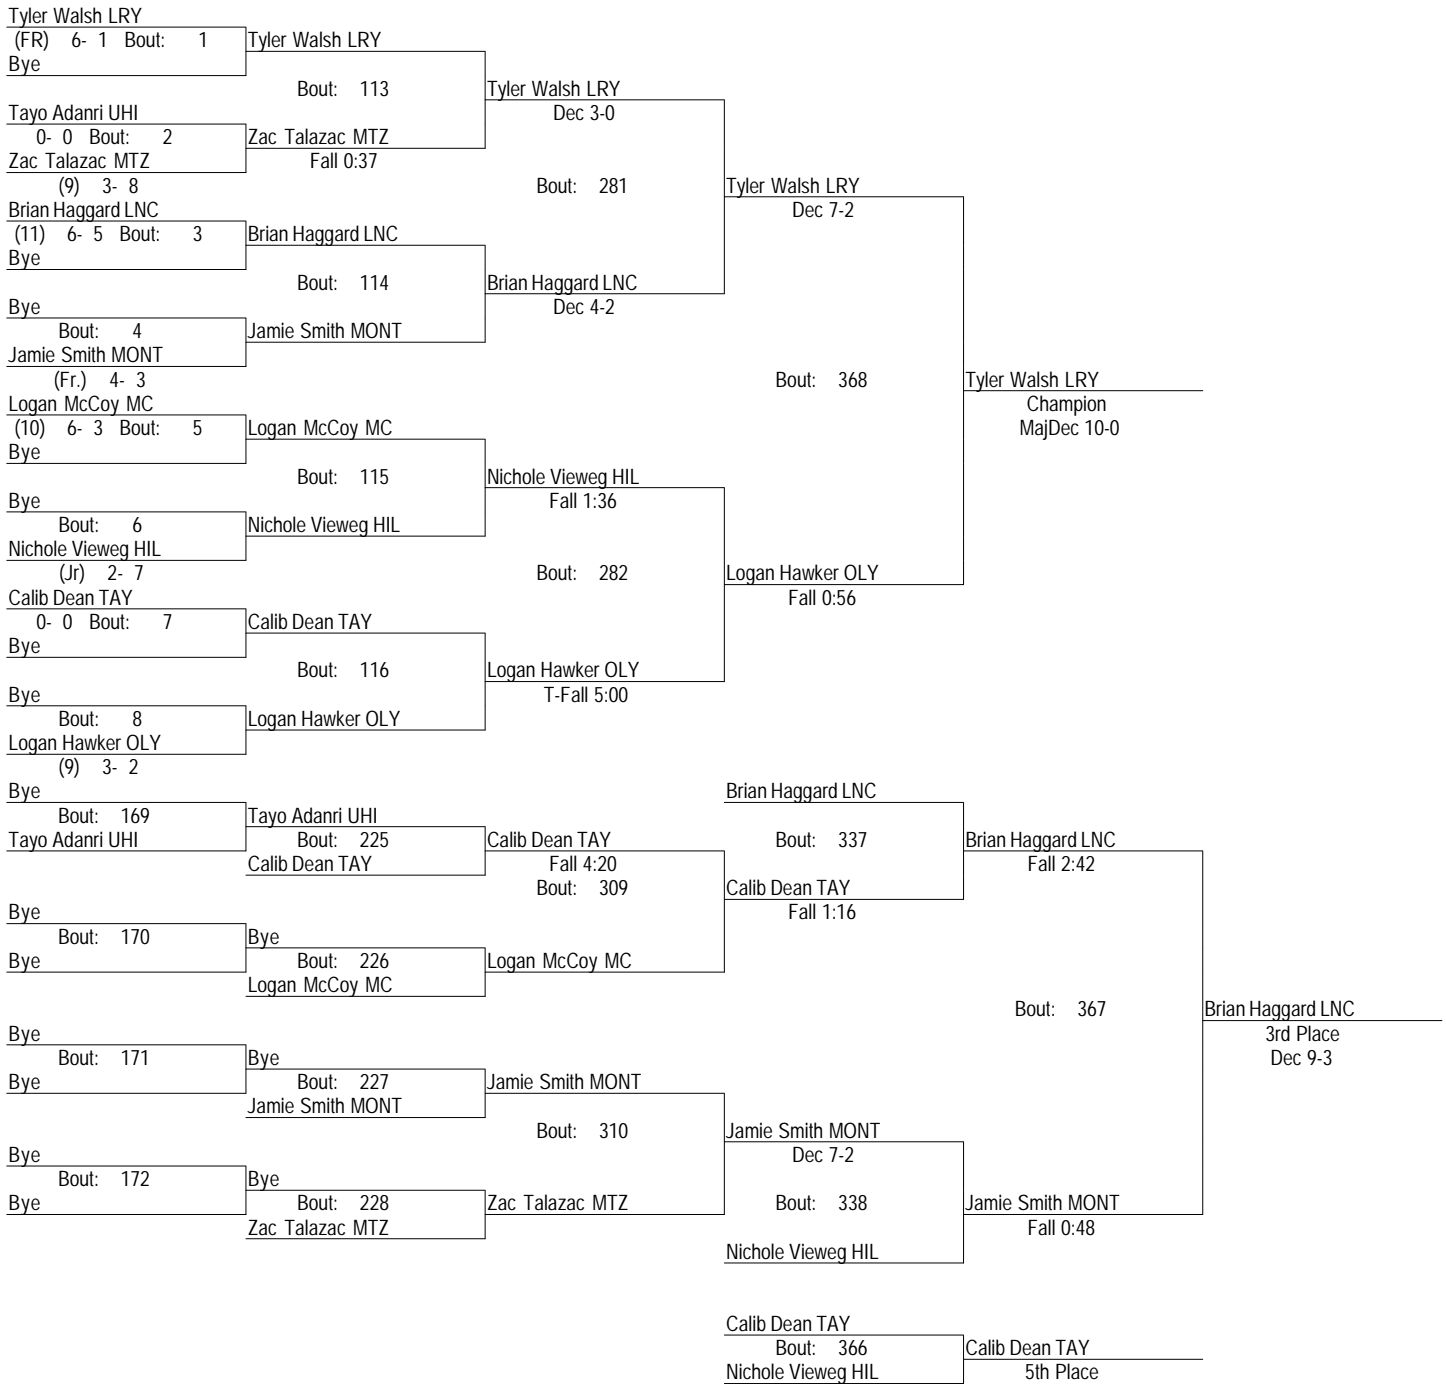 Tyler Walsh LRY
(FR) 6- 1 Bout: 1 Tyler Walsh LRY
Bye
Bout: 113 Tyler Walsh LRY
Tayo Adanri UHI Dec 3-0
0- 0 Bout: 2 Zac Talazac MTZ
Zac Talazac MTZ Fall 0:37
(9) 3- 8 Bout: 281 Tyler Walsh LRY
Brian Haggard LNC Dec 7-2
(11) 6- 5 Bout: 3 Brian Haggard LNC
Bye
Bout: 114 Brian Haggard LNC
Bye Dec 4-2
Bout: 4 Jamie Smith MONT
Jamie Smith MONT
(Fr.) 4- 3 Bout: 368 Tyler Walsh LRY
Logan McCoy MC Champion
(10) 6- 3 Bout: 5 Logan McCoy MC MajDec 10-0
Bye
Bout: 115 Nichole Vieweg HIL
Bye Fall 1:36
Bout: 6 Nichole Vieweg HIL
Nichole Vieweg HIL
(Jr) 2- 7 Bout: 282 Logan Hawker OLY
Calib Dean TAY Fall 0:56
0- 0 Bout: 7 Calib Dean TAY
Bye
Bout: 116 Logan Hawker OLY
Bye T-Fall 5:00
Bout: 8 Logan Hawker OLY
Logan Hawker OLY
(9) 3- 2
Bye Brian Haggard LNC
Bout: 169 Tayo Adanri UHI
Tayo Adanri UHI Bout: 225 Calib Dean TAY Bout: 337 Brian Haggard LNC
Calib Dean TAY Fall 4:20 Fall 2:42
Bout: 309 Calib Dean TAY
Bye Fall 1:16
Bout: 170 Bye
Bye Bout: 226 Logan McCoy MC
Logan McCoy MC
Bout: 367 Brian Haggard LNC
Bye 3rd Place
Bout: 171 Bye Dec 9-3
Bye Bout: 227 Jamie Smith MONT
Jamie Smith MONT
Bout: 310 Jamie Smith MONT
Bye Dec 7-2
Bout: 172 Bye
Bye Bout: 228 Zac Talazac MTZ Bout: 338 Jamie Smith MONT
Zac Talazac MTZ Fall 0:48
Nichole Vieweg HIL
Calib Dean TAY
Bout: 366 Calib Dean TAY
Nichole Vieweg HIL 5th Place